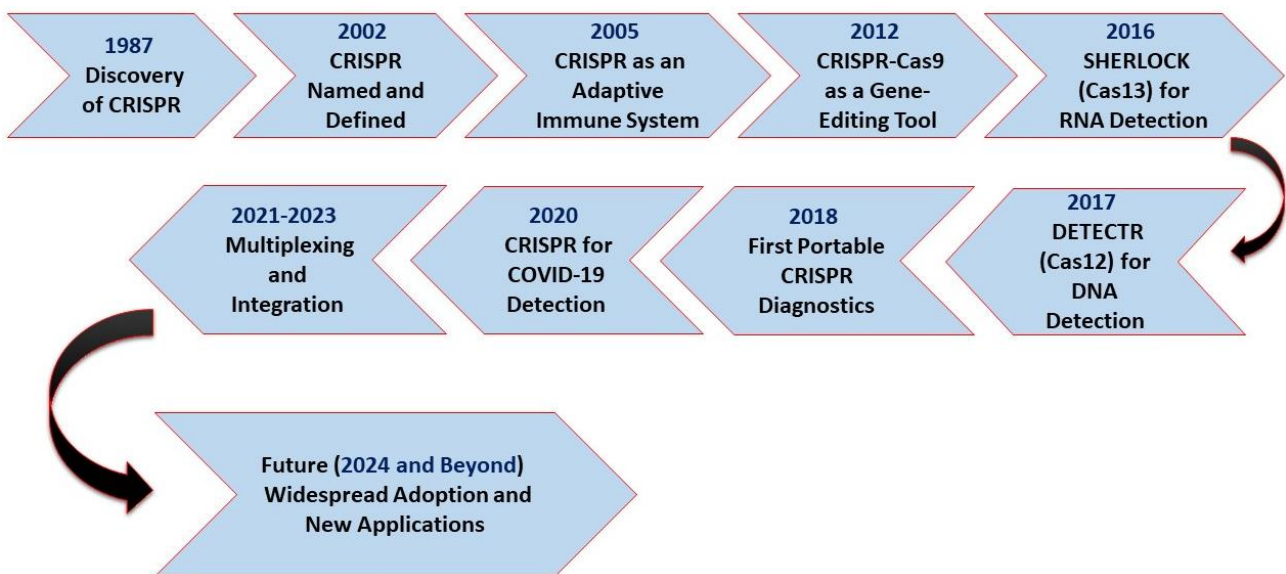 1987
Discovery
of CRISPR
2002
CRISPR
Named and
Defined
2005
CRISPR as an
Adaptive
Immune System
2012
CRISPR-Cas9
as a Gene-
Editing Tool
2016
SHERLOCK
(Cas13) for
RNA Detection
2017
DETECTR
(Cas12) for
DNA
Detection
2018
First Portable
CRISPR
Diagnostics
2020
CRISPR for
COVID-19
Detection
2021-2023
Multiplexing
and
Integration
Future (2024 and Beyond)
Widespread Adoption and
New Applications